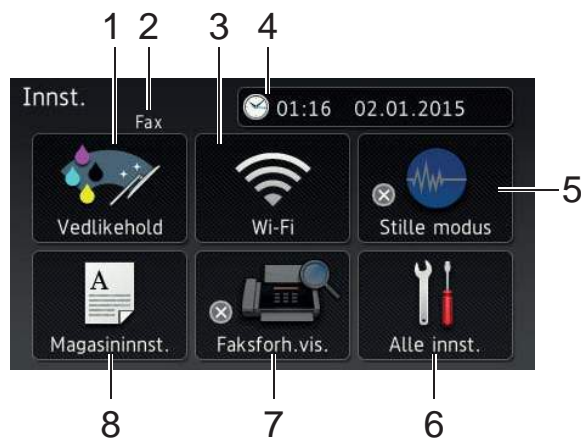 1 2 3 4
Innst.
Fax
01:16 02.01.2015
Vedlikehold Wi-Fi Stille modus
5
A
Magasininnst. Faksforh.vis. Alle innst.
8 7 6